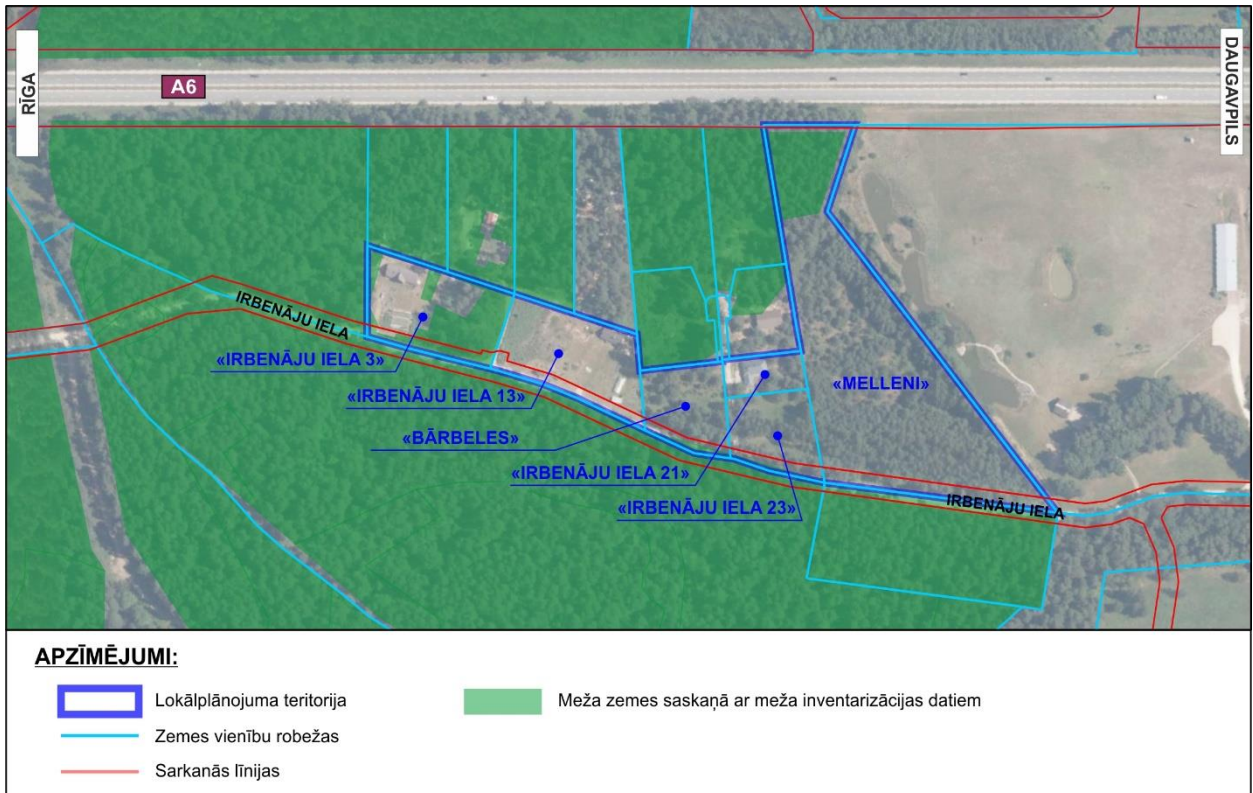 RĪGA
A6
DAUGAVPILS
IRBENĀJU IELA
«IRBENĀJU IELA 3»
«IRBENĀJU IELA 13»
«MELLENI»
«BĀRBELES»
«IRBENĀJU IELA 21»
«IRBENĀJU IELA 23»
IRBENĀJU IELA
APZĪMĒJUMI:
Lokālplānojuma teritorija
Meža zemes saskaņā ar meža inventarizācijas datiem
Zemes vienību robežas
Sarkanās līnijas